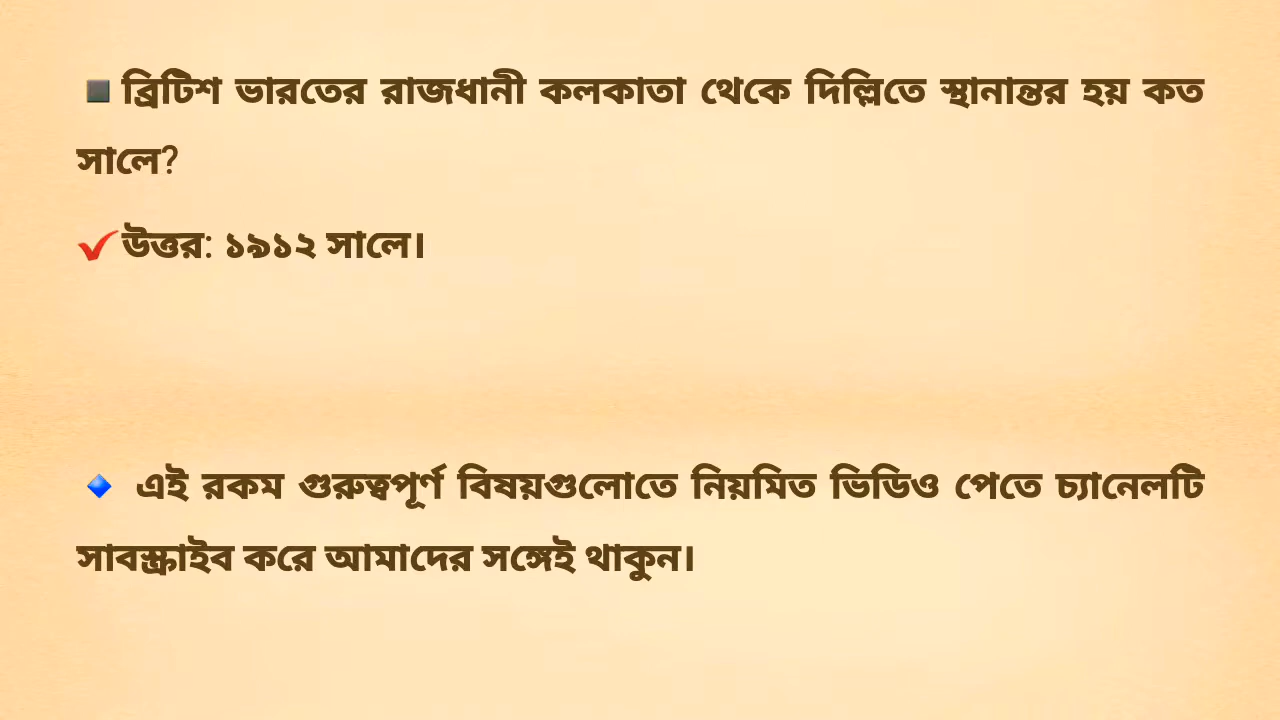 ◾ব্রিটিশ ভারতের রাজধানী কলকাতা থেকে দিল্লিতে স্থানান্তর হয় কত
সালে?
✔উত্তর: ১৯১২ সালে।
🔹 এই রকম গুরুত্বপূর্ণ বিষয়গুলোতে নিয়মিত ভিডিও পেতে চ্যানেলটি
সাবস্ক্রাইব করে আমাদের সঙ্গেই থাকুন।